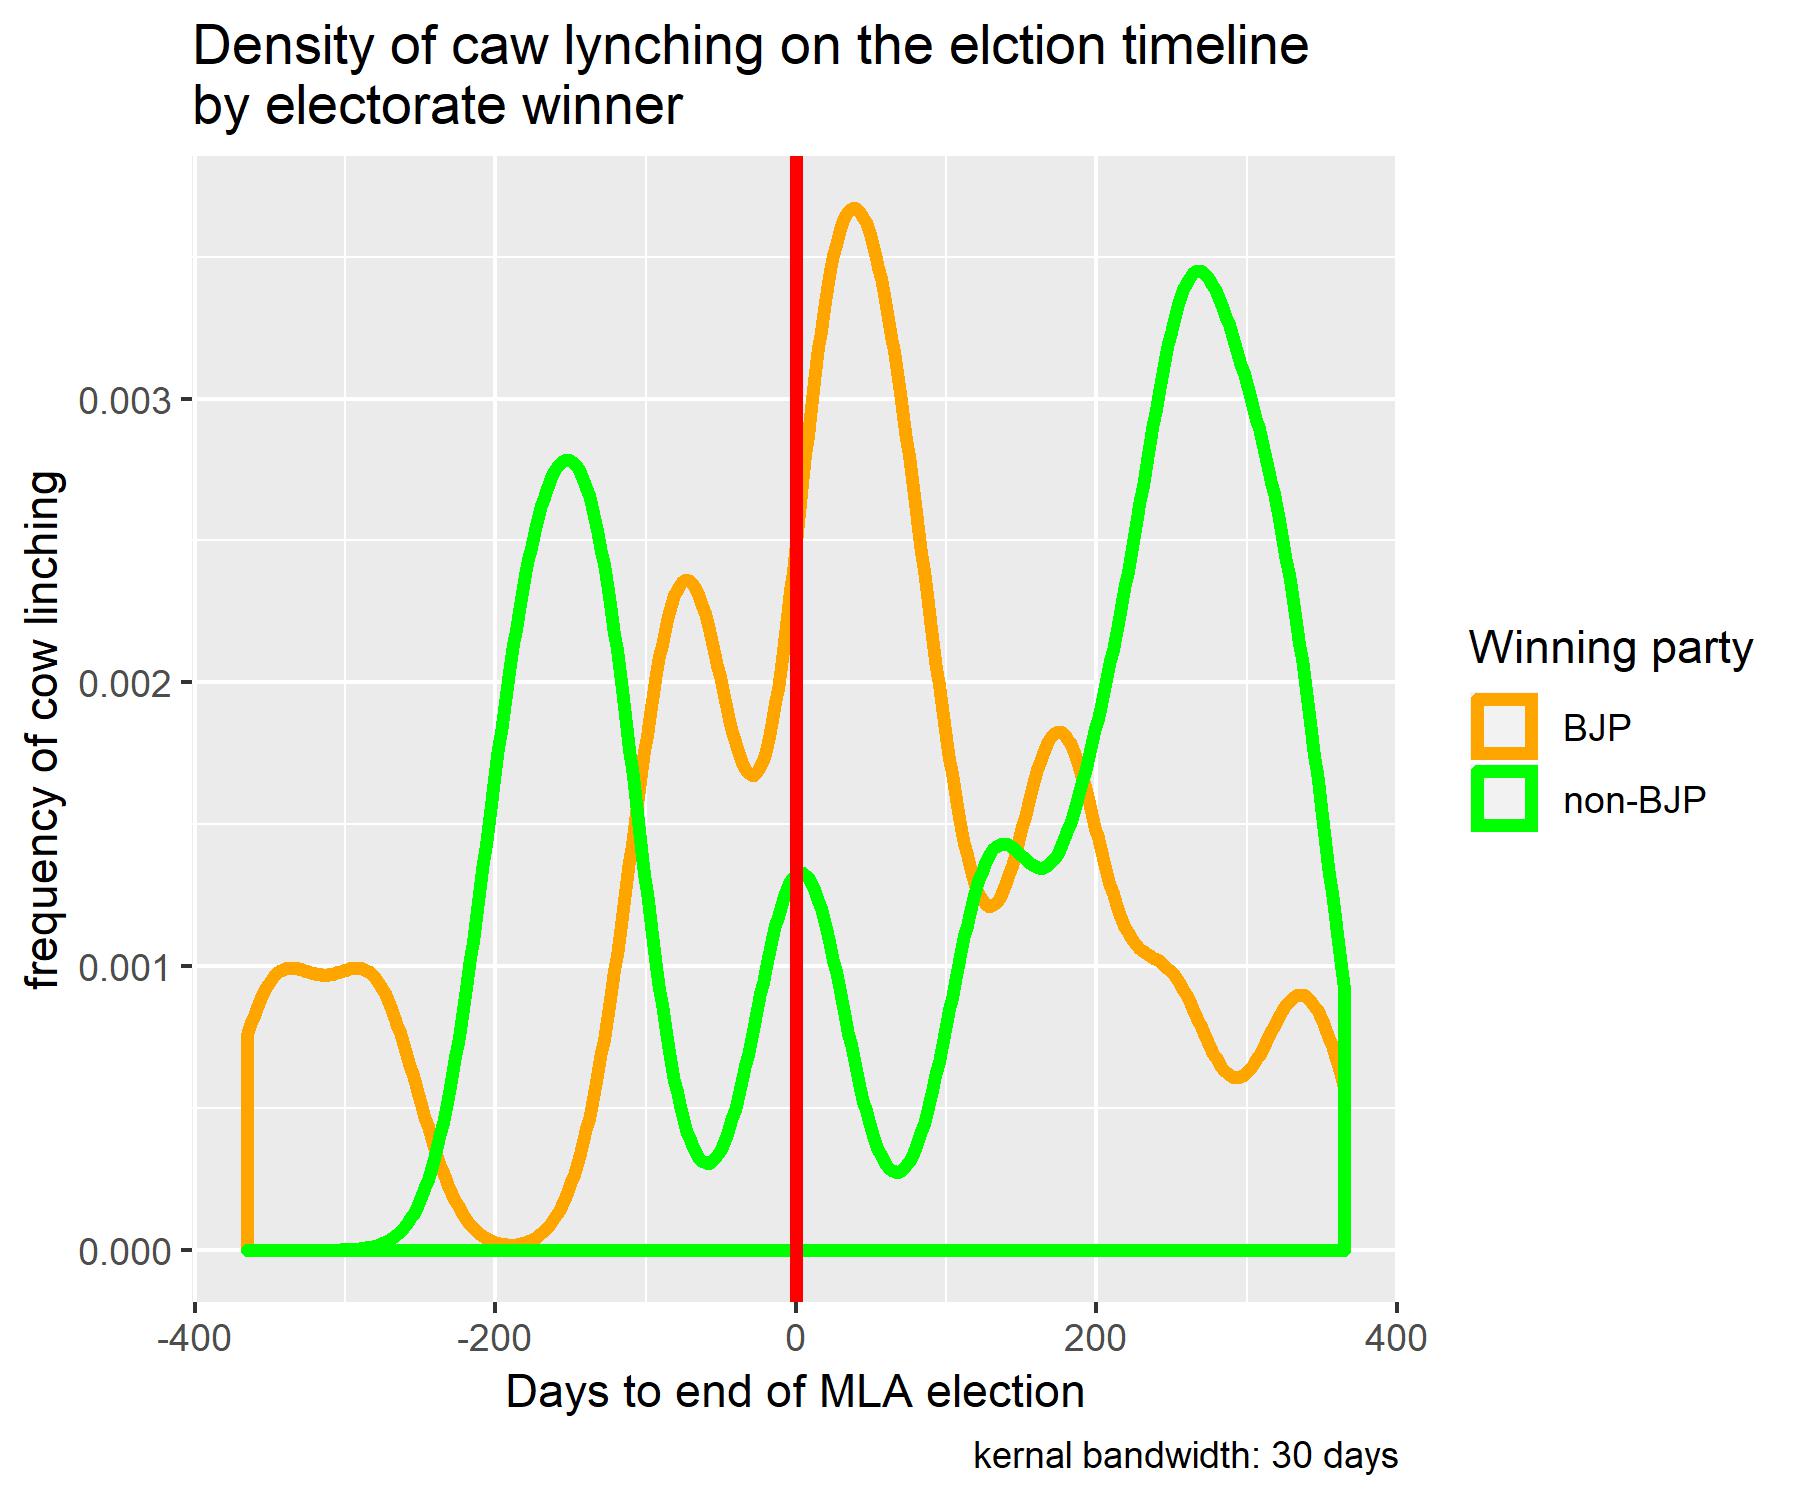 Density of caw lynching on the elction timeline
by electorate winner
frequency of cow linching
0.003
0.002
0.001
0.000
-400
-200
0
200
400
Days to end of MLA election
kernal bandwidth: 30 days
Winning party
BJP
non-BJP